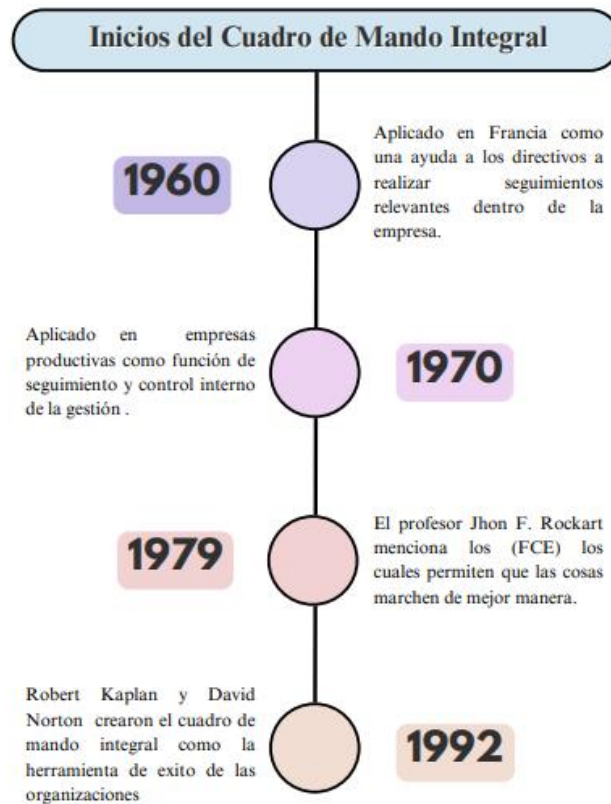 Inicios del Cuadro de Mando Integral
1960
Aplicado en Francia como
una ayuda a los directivos a
realizar seguimientos
relevantes dentro de la
empresa.
Aplicado en empresas
productivas como función de
seguimiento y control interno
de la gestión .
1970
1979
El profesor Jhon F. Rockart
menciona los (FCE) los
cuales permiten que las cosas
marchen de mejor manera.
Robert Kaplan y David
Norton crearon el cuadro de
mando integral como la
herramienta de exito de las
organizaciones
1992